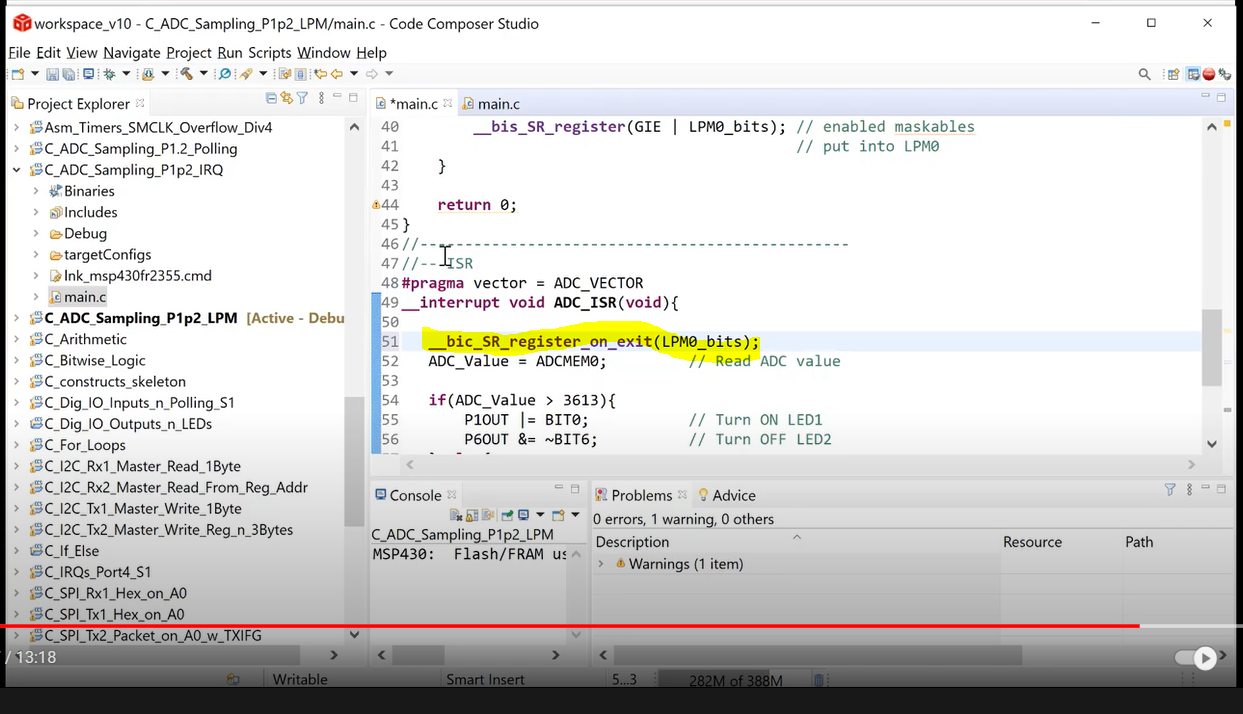 workspace_v10 - C_ADC_Sampling_P1p2_LPM/main.c - Code Composer Studio
File Edit View Navigate Project Run Scripts Window Help
Project Explorer
Asm_Timers_SMCLK_Overflow_Div4
C_ADC_Sampling_P1.2_Polling
C_ADC_Sampling_P1p2_IRQ
Binaries
Includes
Debug
targetConfigs
lnk_msp430fr2355.cmd
main.c
C_ADC_Sampling_P1p2_LPM [Active - Debu
C_Arithmetic
C_Bitwise_Logic
C_constructs_skeleton
C_Dig_IO_Inputs_n_Polling_S1
C_Dig_IO_Outputs_n_LEDs
C_For_Loops
C_I2C_Rx1_Master_Read_1Byte
C_I2C_Rx2_Master_Read_From_Reg_Addr
C_I2C_Tx1_Master_Write_1Byte
C_I2C_Tx2_Master_Write_Reg_n_3Bytes
C_If_Else
C_IRQs_Port4_S1
C_SPI_Rx1_Hex_on_A0
C_SPI_Tx1_Hex_on_A0
C_SPI_Tx2_Packet_on_A0_w_TXIFG
*main.c main.c
40 __bis_SR_register(GIE | LPM0_bits); // enabled maskables
41 // put into LPM0
42 }
43
44 return 0;
45 }
46 //------------------------------------------------
47 //-- ISR
48 #pragma vector = ADC_VECTOR
49 __interrupt void ADC_ISR(void){
50
51 __bic_SR_register_on_exit(LPM0_bits);
52 ADC_Value = ADCMEM0; // Read ADC value
53
54 if(ADC_Value > 3613){
55 P1OUT |= BIT0; // Turn ON LED1
56 P6OUT &= ~BIT6; // Turn OFF LED2
Console
C_ADC_Sampling_P1p2_LPM
MSP430: Flash/FRAM us
Problems Advice
0 errors, 1 warning, 0 others
Description Resource Path
Warnings (1 item)
/ 13:18
Writable Smart Insert 5...3 282M of 388M